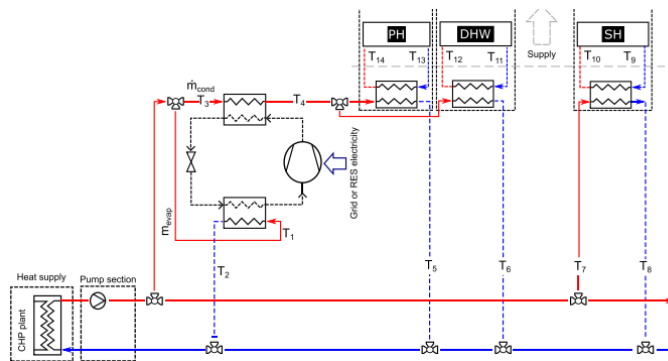 PH
DHW
SH
Supply
T14
T13
T12
T11
T10
T9
ṁcond
T3
T4
Grid or RES electricity
ṁevap
T1
T2
T5
T6
T7
T8
Heat supply
Pump section
CHP plant